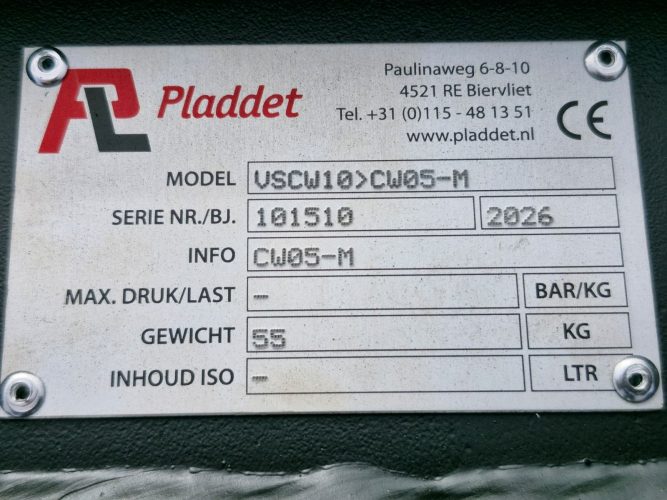 PL Pladdet
Paulinaweg 6-8-10
4521 RE Biervliet
Tel. +31 (0)115 - 48 13 51
www.pladdet.nl
CE
MODEL VSCW10>CW05-M
SERIE NR./BJ. 101510 2026
INFO CW05-M
MAX. DRUK/LAST - BAR/KG
GEWICHT 55 KG
INHOUD ISO - LTR